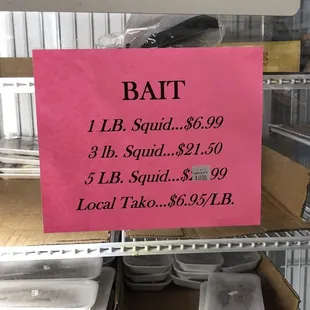 BAIT
1 LB. Squid...$6.99
3 lb. Squid...$21.50
5 LB. Squid...$2 99
Local Tako...$6.95/LB.